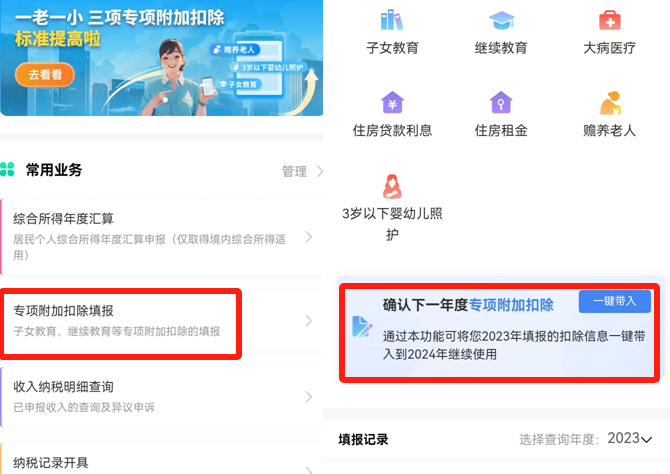 一老一小 三项专项附加扣除
标准提高啦
去看看
赡养老人
3岁以下婴幼儿照护
子女教育
常用业务
管理
综合所得年度汇算
居民个人综合所得年度汇算申报（仅取得境内综合所得适
用）
专项附加扣除填报
子女教育、继续教育等专项附加扣除的填报
收入纳税明细查询
已申报收入的查询及异议申诉
纳税记录开具
子女教育
继续教育
大病医疗
住房贷款利息
住房租金
赡养老人
3岁以下婴幼儿照
护
确认下一年度专项附加扣除
一键带入
通过本功能可将您2023年填报的扣除信息一键带
入到2024年继续使用
填报记录
选择查询年度：2023